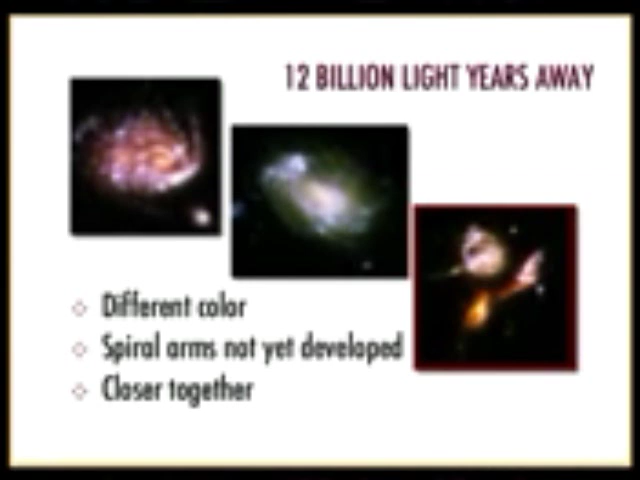 12 BILLION LIGHT YEARS AWAY
Different color
Spiral arms not yet developed
Closer together